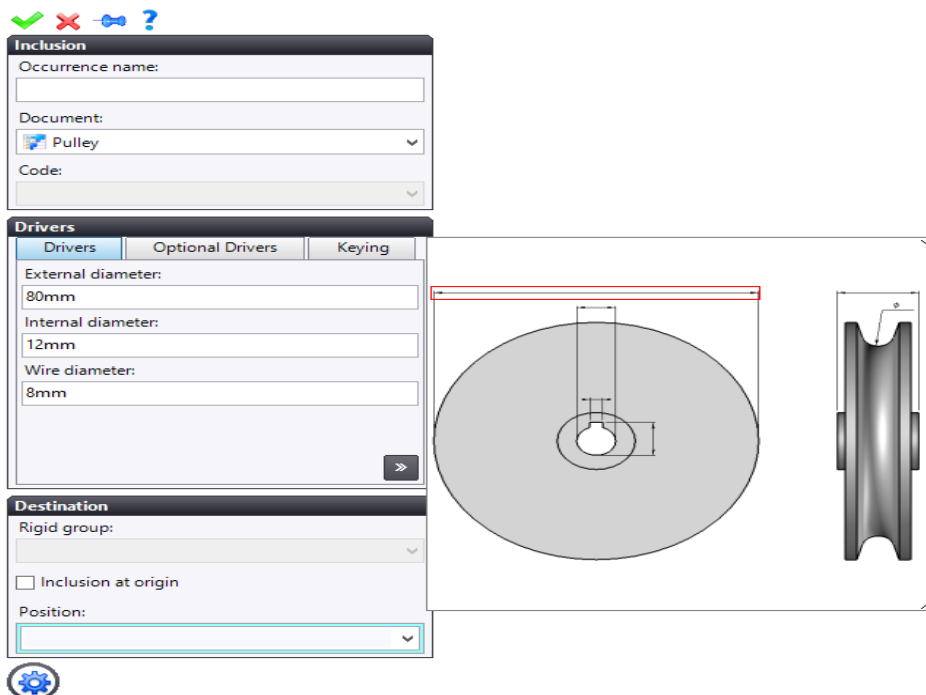 ?
Inclusion
Occurrence name:
Document:
Pulley
Code:
Drivers
Drivers Optional Drivers Keying
External diameter:
80mm
Internal diameter:
12mm
Wire diameter:
8mm
»
Destination
Rigid group:
Inclusion at origin
Position:
ø